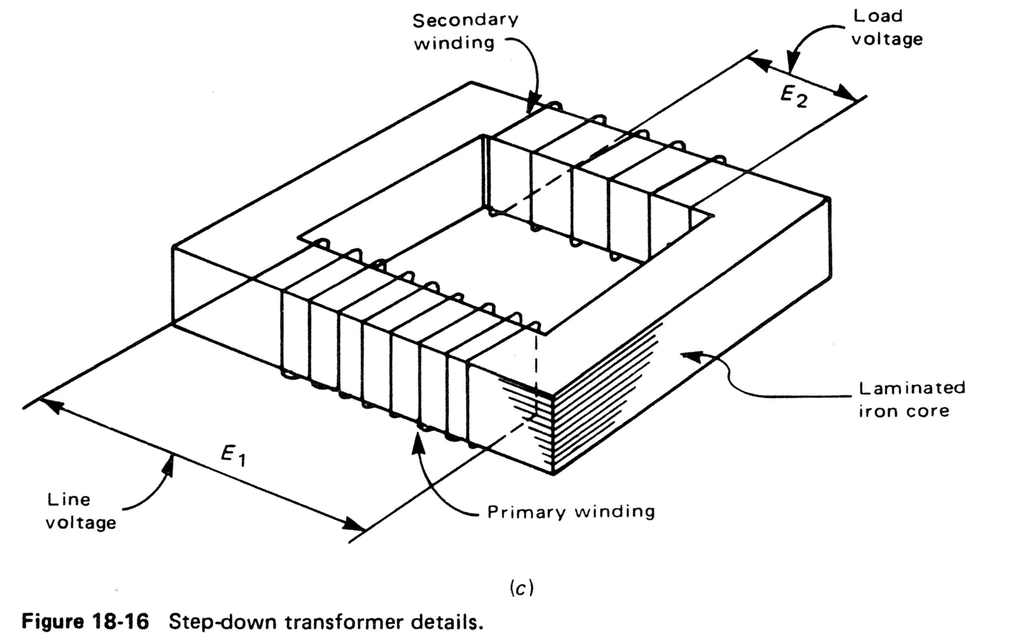 Secondary
winding
Load
voltage
E2
Laminated
iron core
E1
Line
voltage
Primary winding
(c)
Figure 18-16 Step-down transformer details.